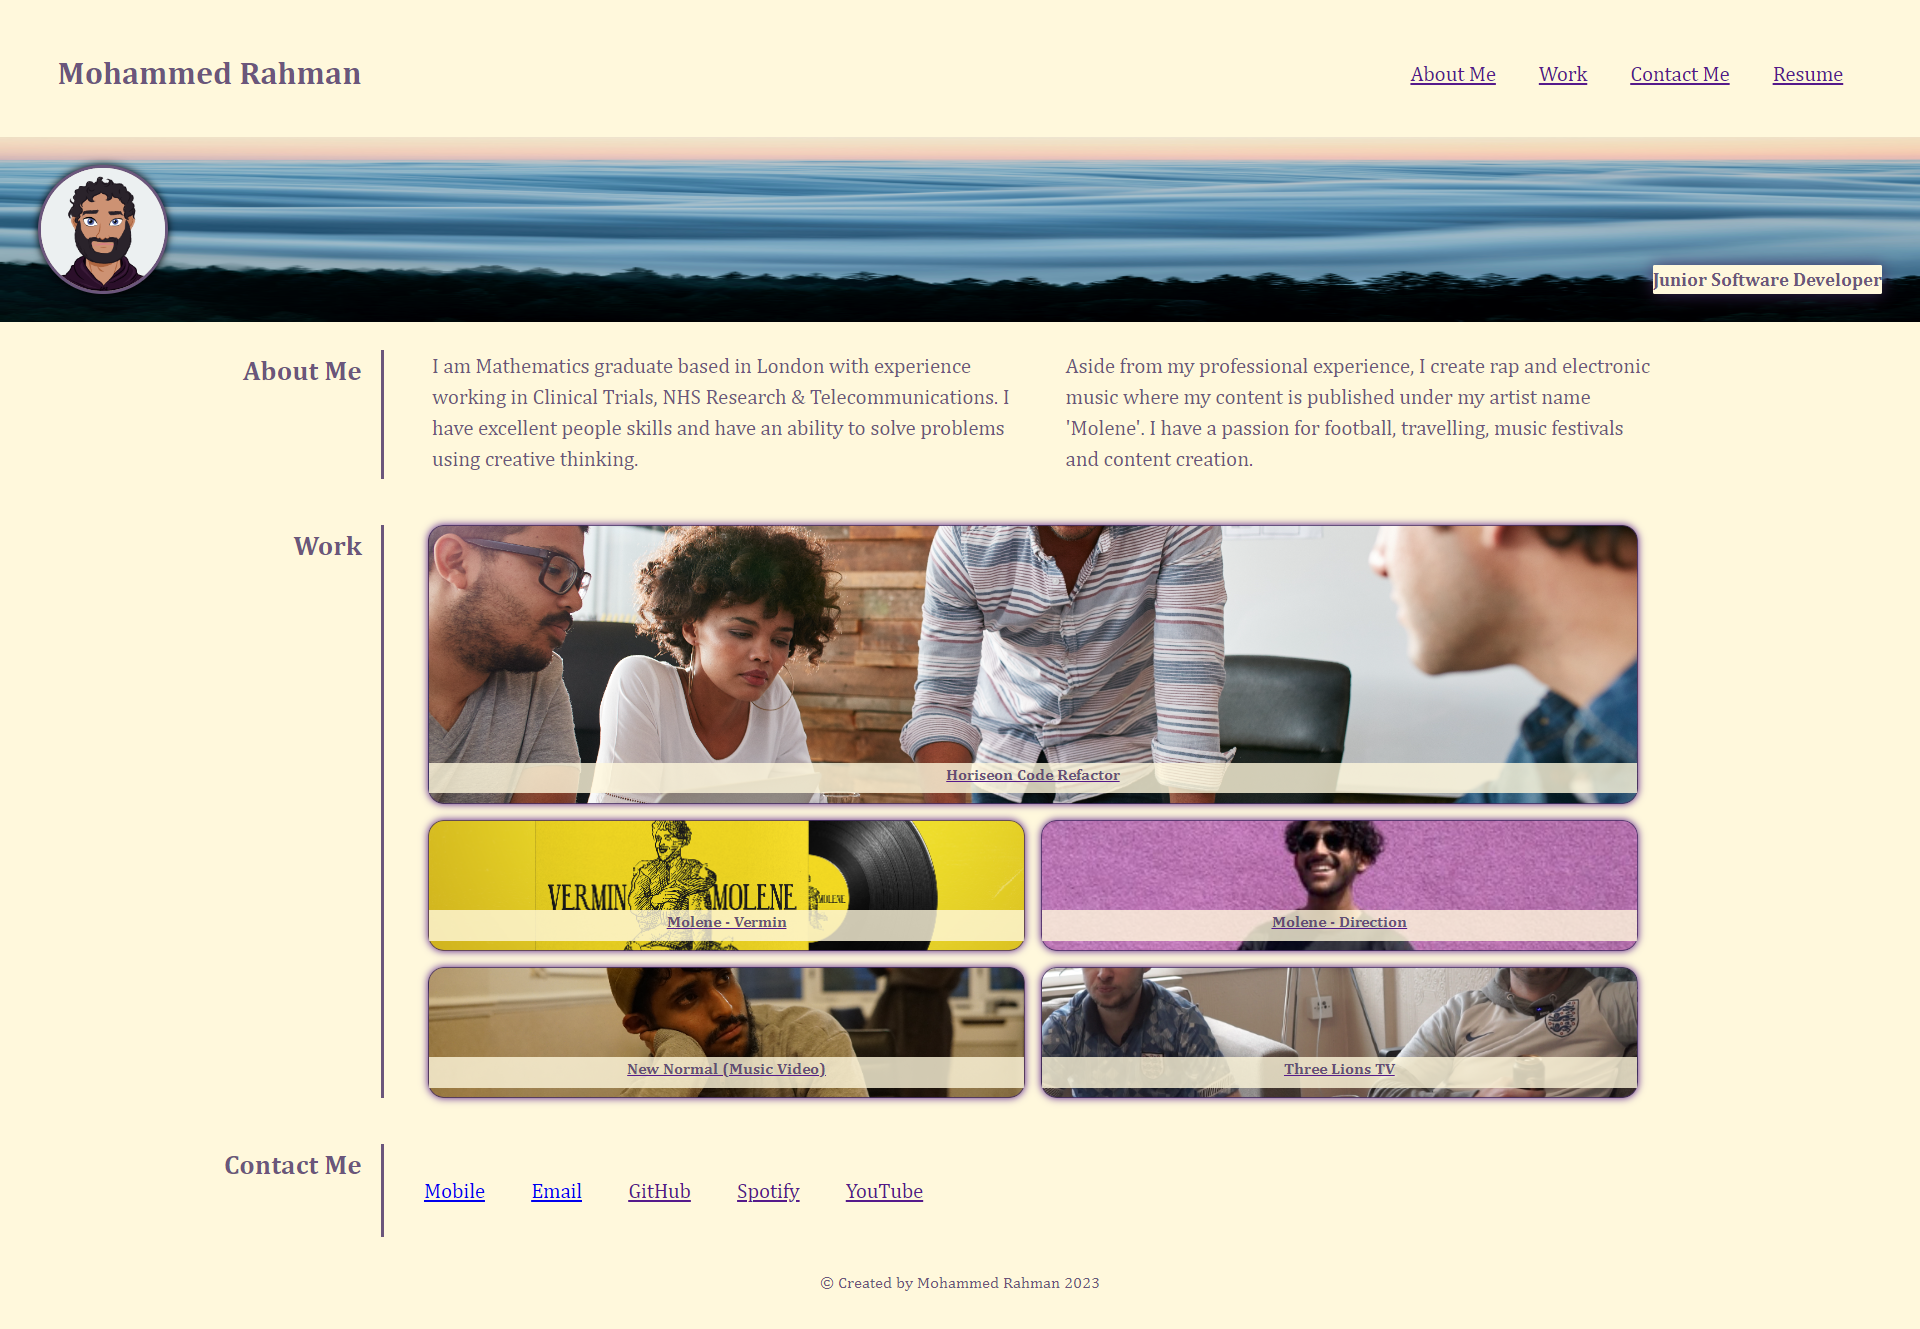 Mohammed Rahman
About Me
Work
Contact Me
Resume
Junior Software Developer
About Me
I am Mathematics graduate based in London with experience
working in Clinical Trials, NHS Research & Telecommunications. I
have excellent people skills and have an ability to solve problems
using creative thinking.
Aside from my professional experience, I create rap and electronic
music where my content is published under my artist name
'Molene'. I have a passion for football, travelling, music festivals
and content creation.
Work
Horiseon Code Refactor
VERMIN MOLENE
MOLENE
Molene - Vermin
Molene - Direction
New Normal (Music Video)
Three Lions TV
Contact Me
Mobile
Email
GitHub
Spotify
YouTube
© Created by Mohammed Rahman 2023